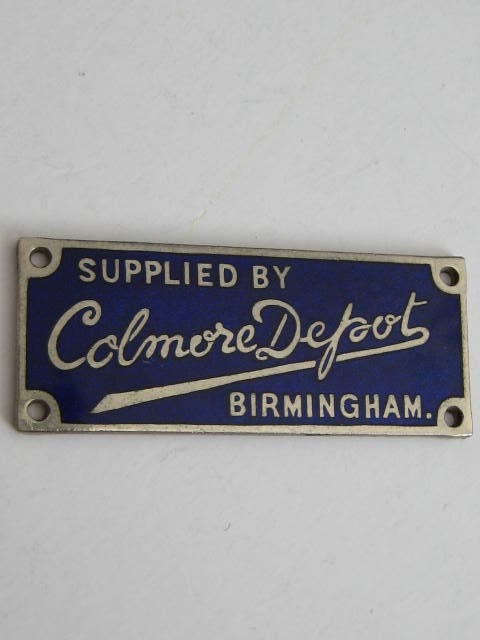 SUPPLIED BY
Colmore Depot
BIRMINGHAM.